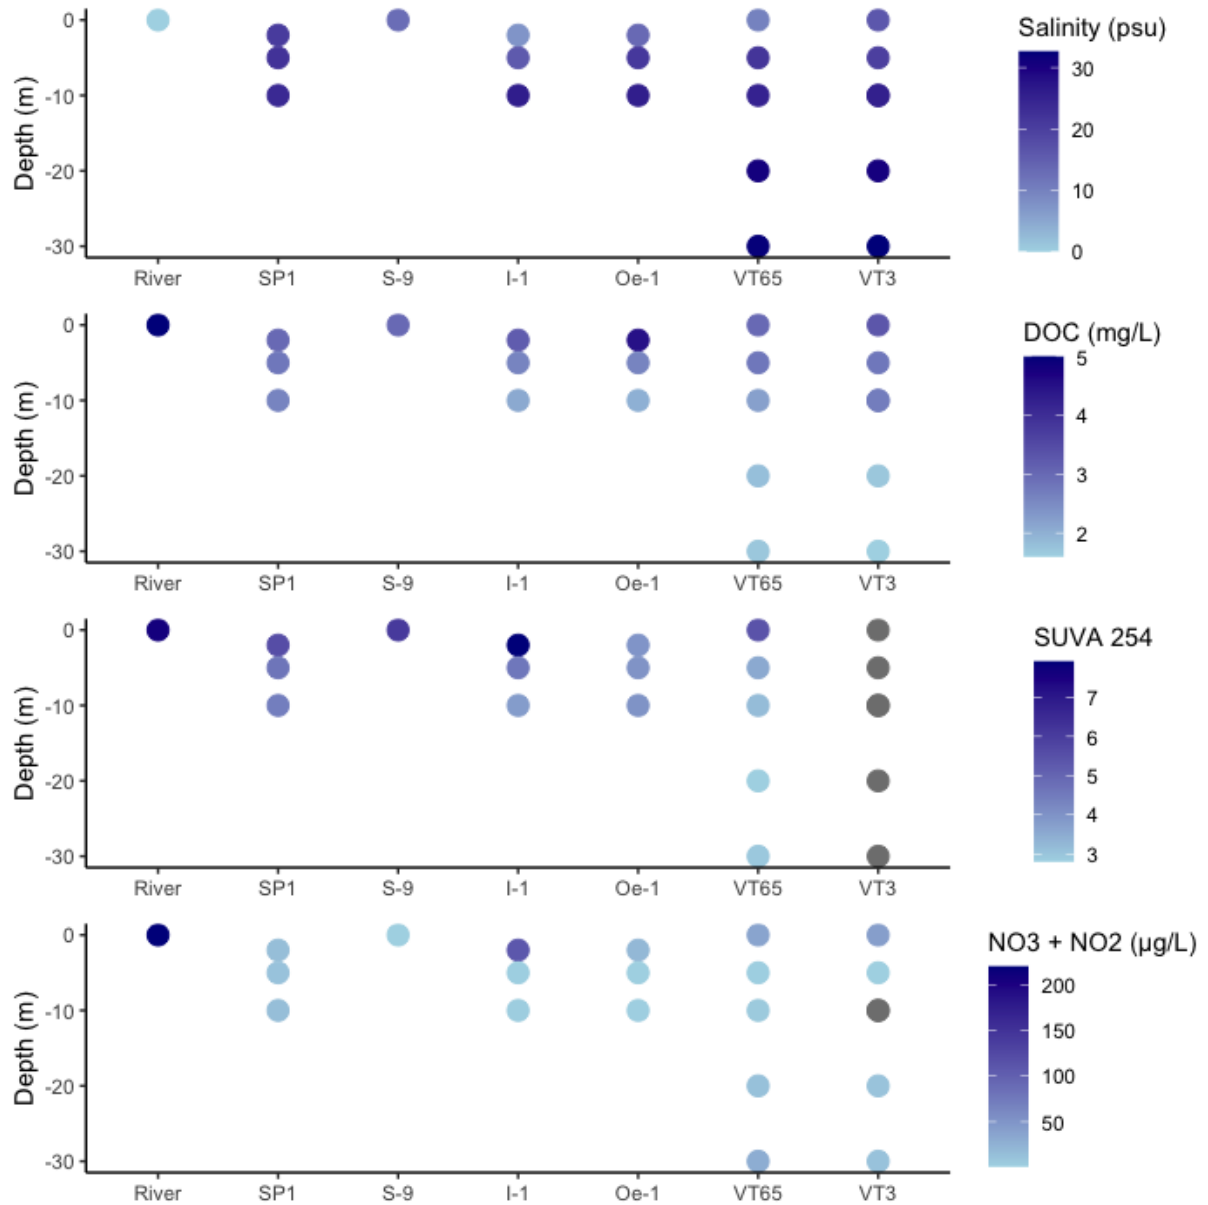 Depth (m)
0
-10
-20
-30
River SP1 S-9 I-1 Oe-1 VT65 VT3
Salinity (psu)
30
20
10
0
Depth (m)
0
-10
-20
-30
River SP1 S-9 I-1 Oe-1 VT65 VT3
DOC (mg/L)
5
4
3
2
Depth (m)
0
-10
-20
-30
River SP1 S-9 I-1 Oe-1 VT65 VT3
SUVA 254
7
6
5
4
3
Depth (m)
0
-10
-20
-30
River SP1 S-9 I-1 Oe-1 VT65 VT3
NO3 + NO2 (µg/L)
200
150
100
50